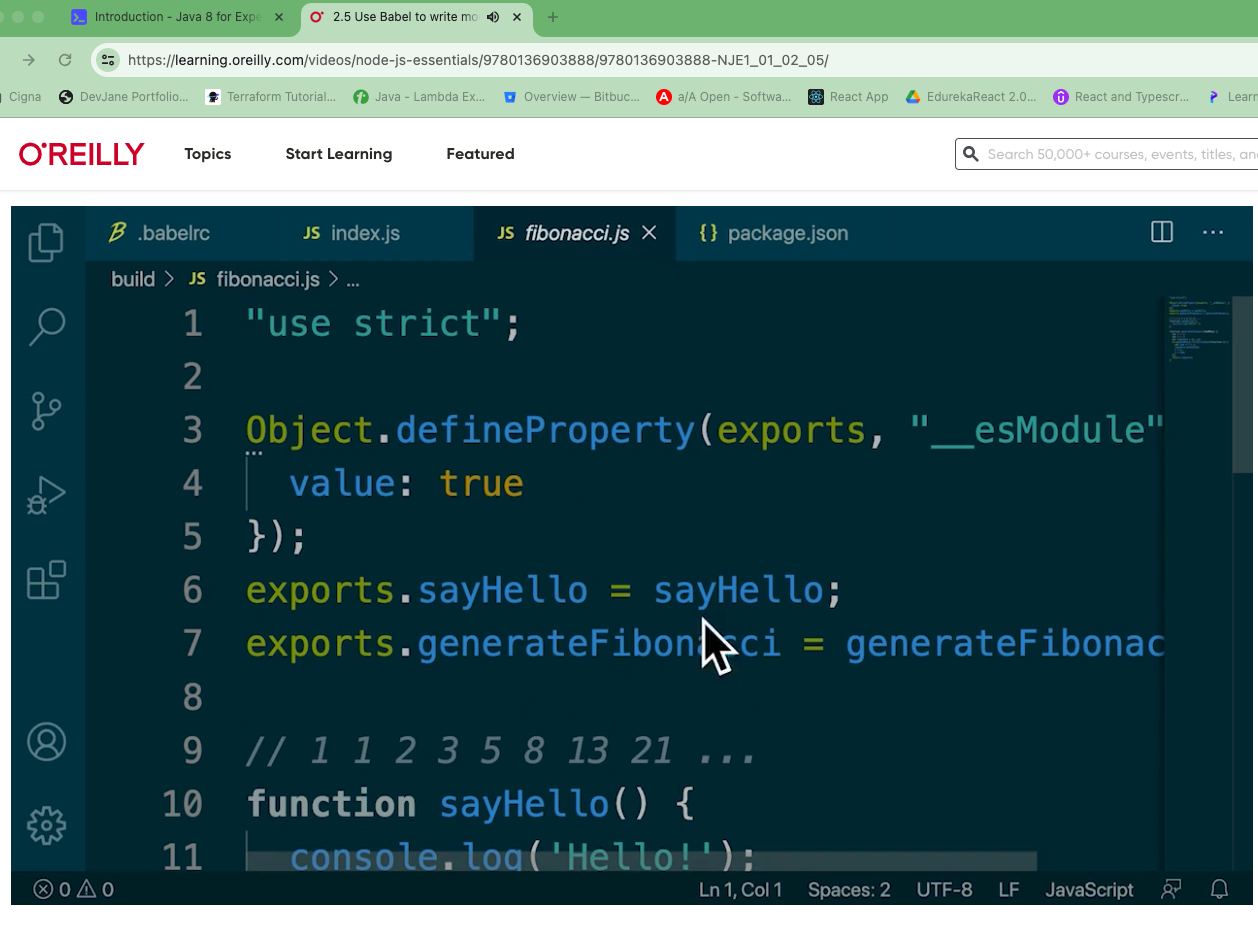 Introduction - Java 8 for Expe
2.5 Use Babel to write mo
https://learning.oreilly.com/videos/node-js-essentials/9780136903888/9780136903888-NJE1_01_02_05/
Cigna DevJane Portfolio... Terraform Tutorial... Java - Lambda Ex... Overview — Bitbuc... a/A Open - Softwa... React App EdurekaReact 2.0... React and Typescr... Learn
O'REILLY Topics Start Learning Featured Search 50,000+ courses, events, titles, an
.babelrc JS index.js JS fibonacci.js {} package.json ...
build > JS fibonacci.js > ...
1 "use strict";
2
3 Object.defineProperty(exports, "__esModule"
4 value: true
5 });
6 exports.sayHello = sayHello;
7 exports.generateFibonacci = generateFibonac
8
9 // 1 1 2 3 5 8 13 21 ...
10 function sayHello() {
11 console.log('Hello!');
0 0 Ln 1, Col 1 Spaces: 2 UTF-8 LF JavaScript